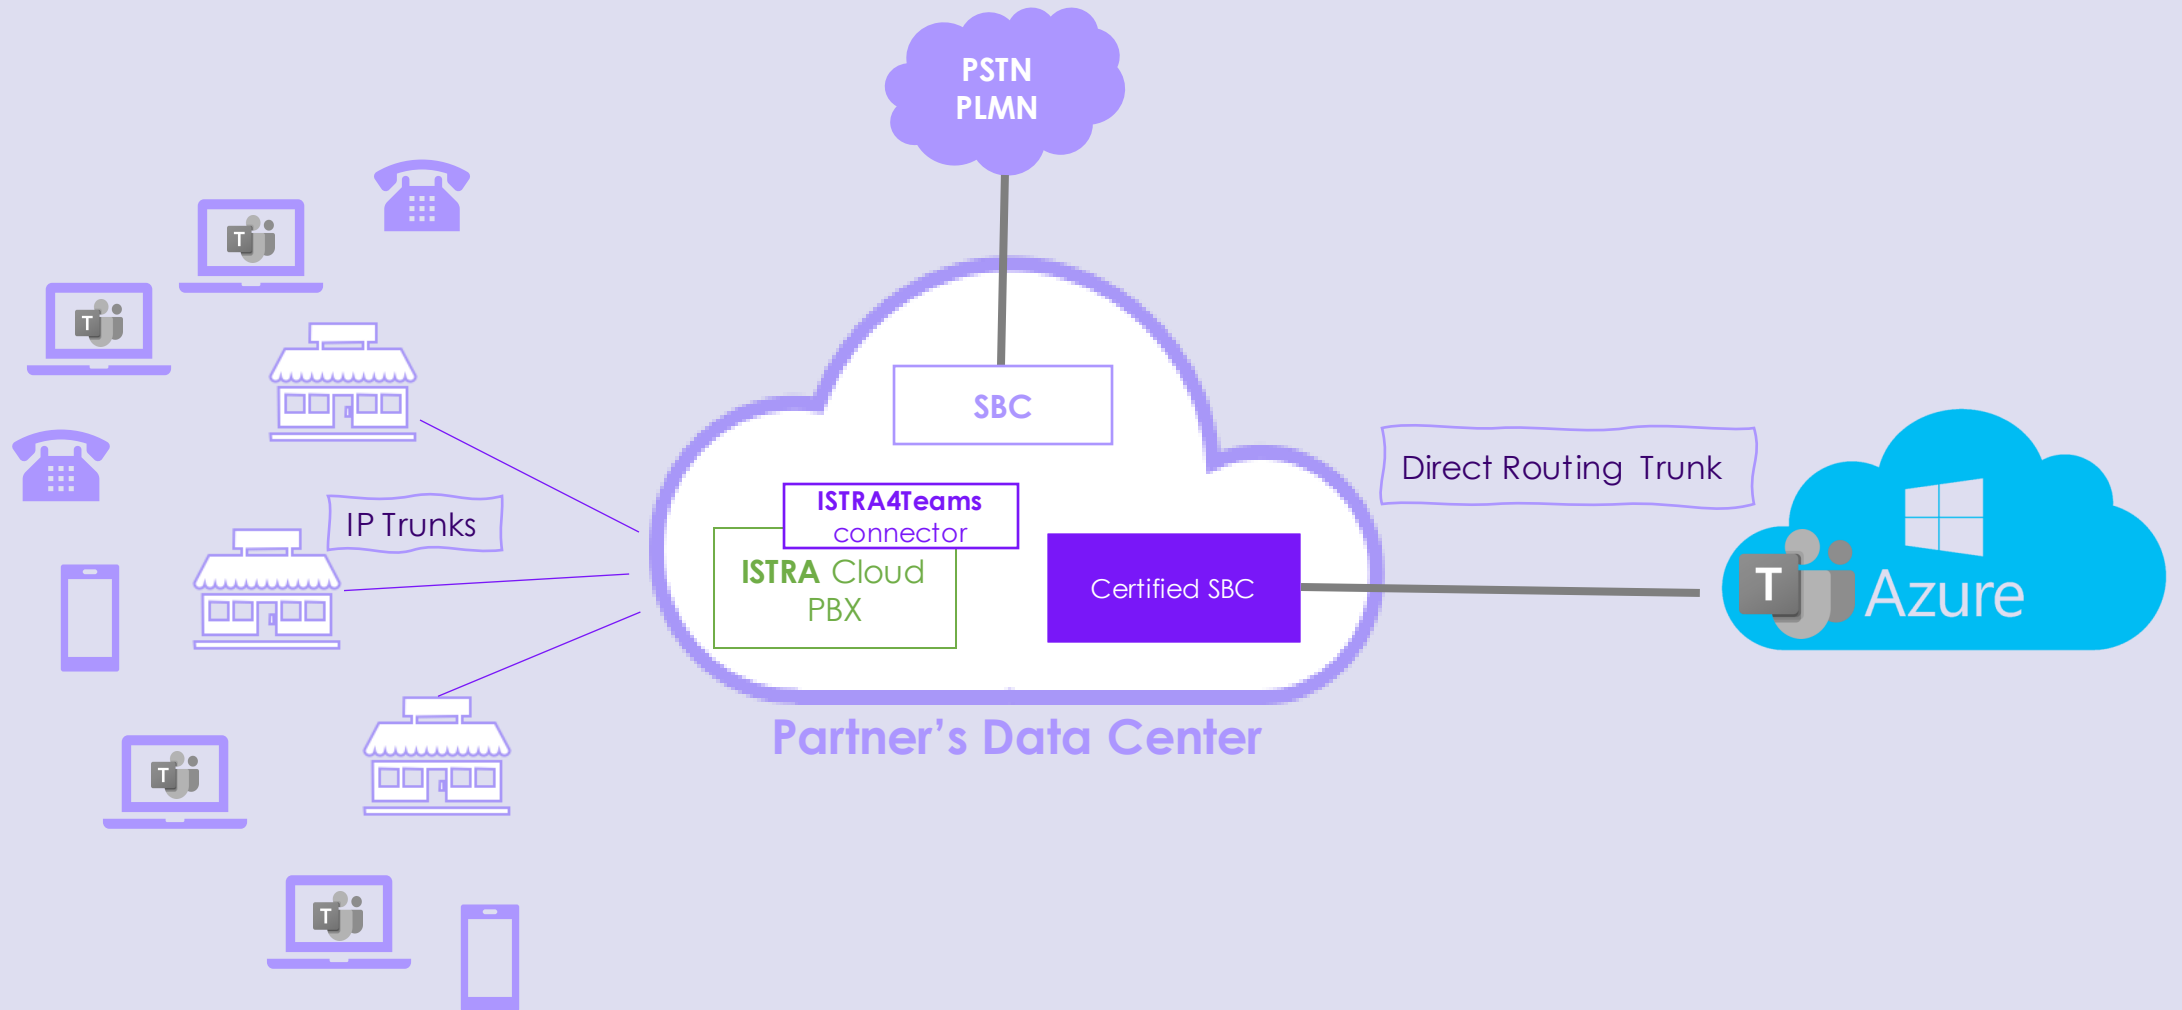 PSTN
PLMN
SBC
ISTRA4Teams
connector
ISTRA Cloud
PBX
Certified SBC
IP Trunks
Direct Routing Trunk
T
Azure
Partner's Data Center
T
T
T
T